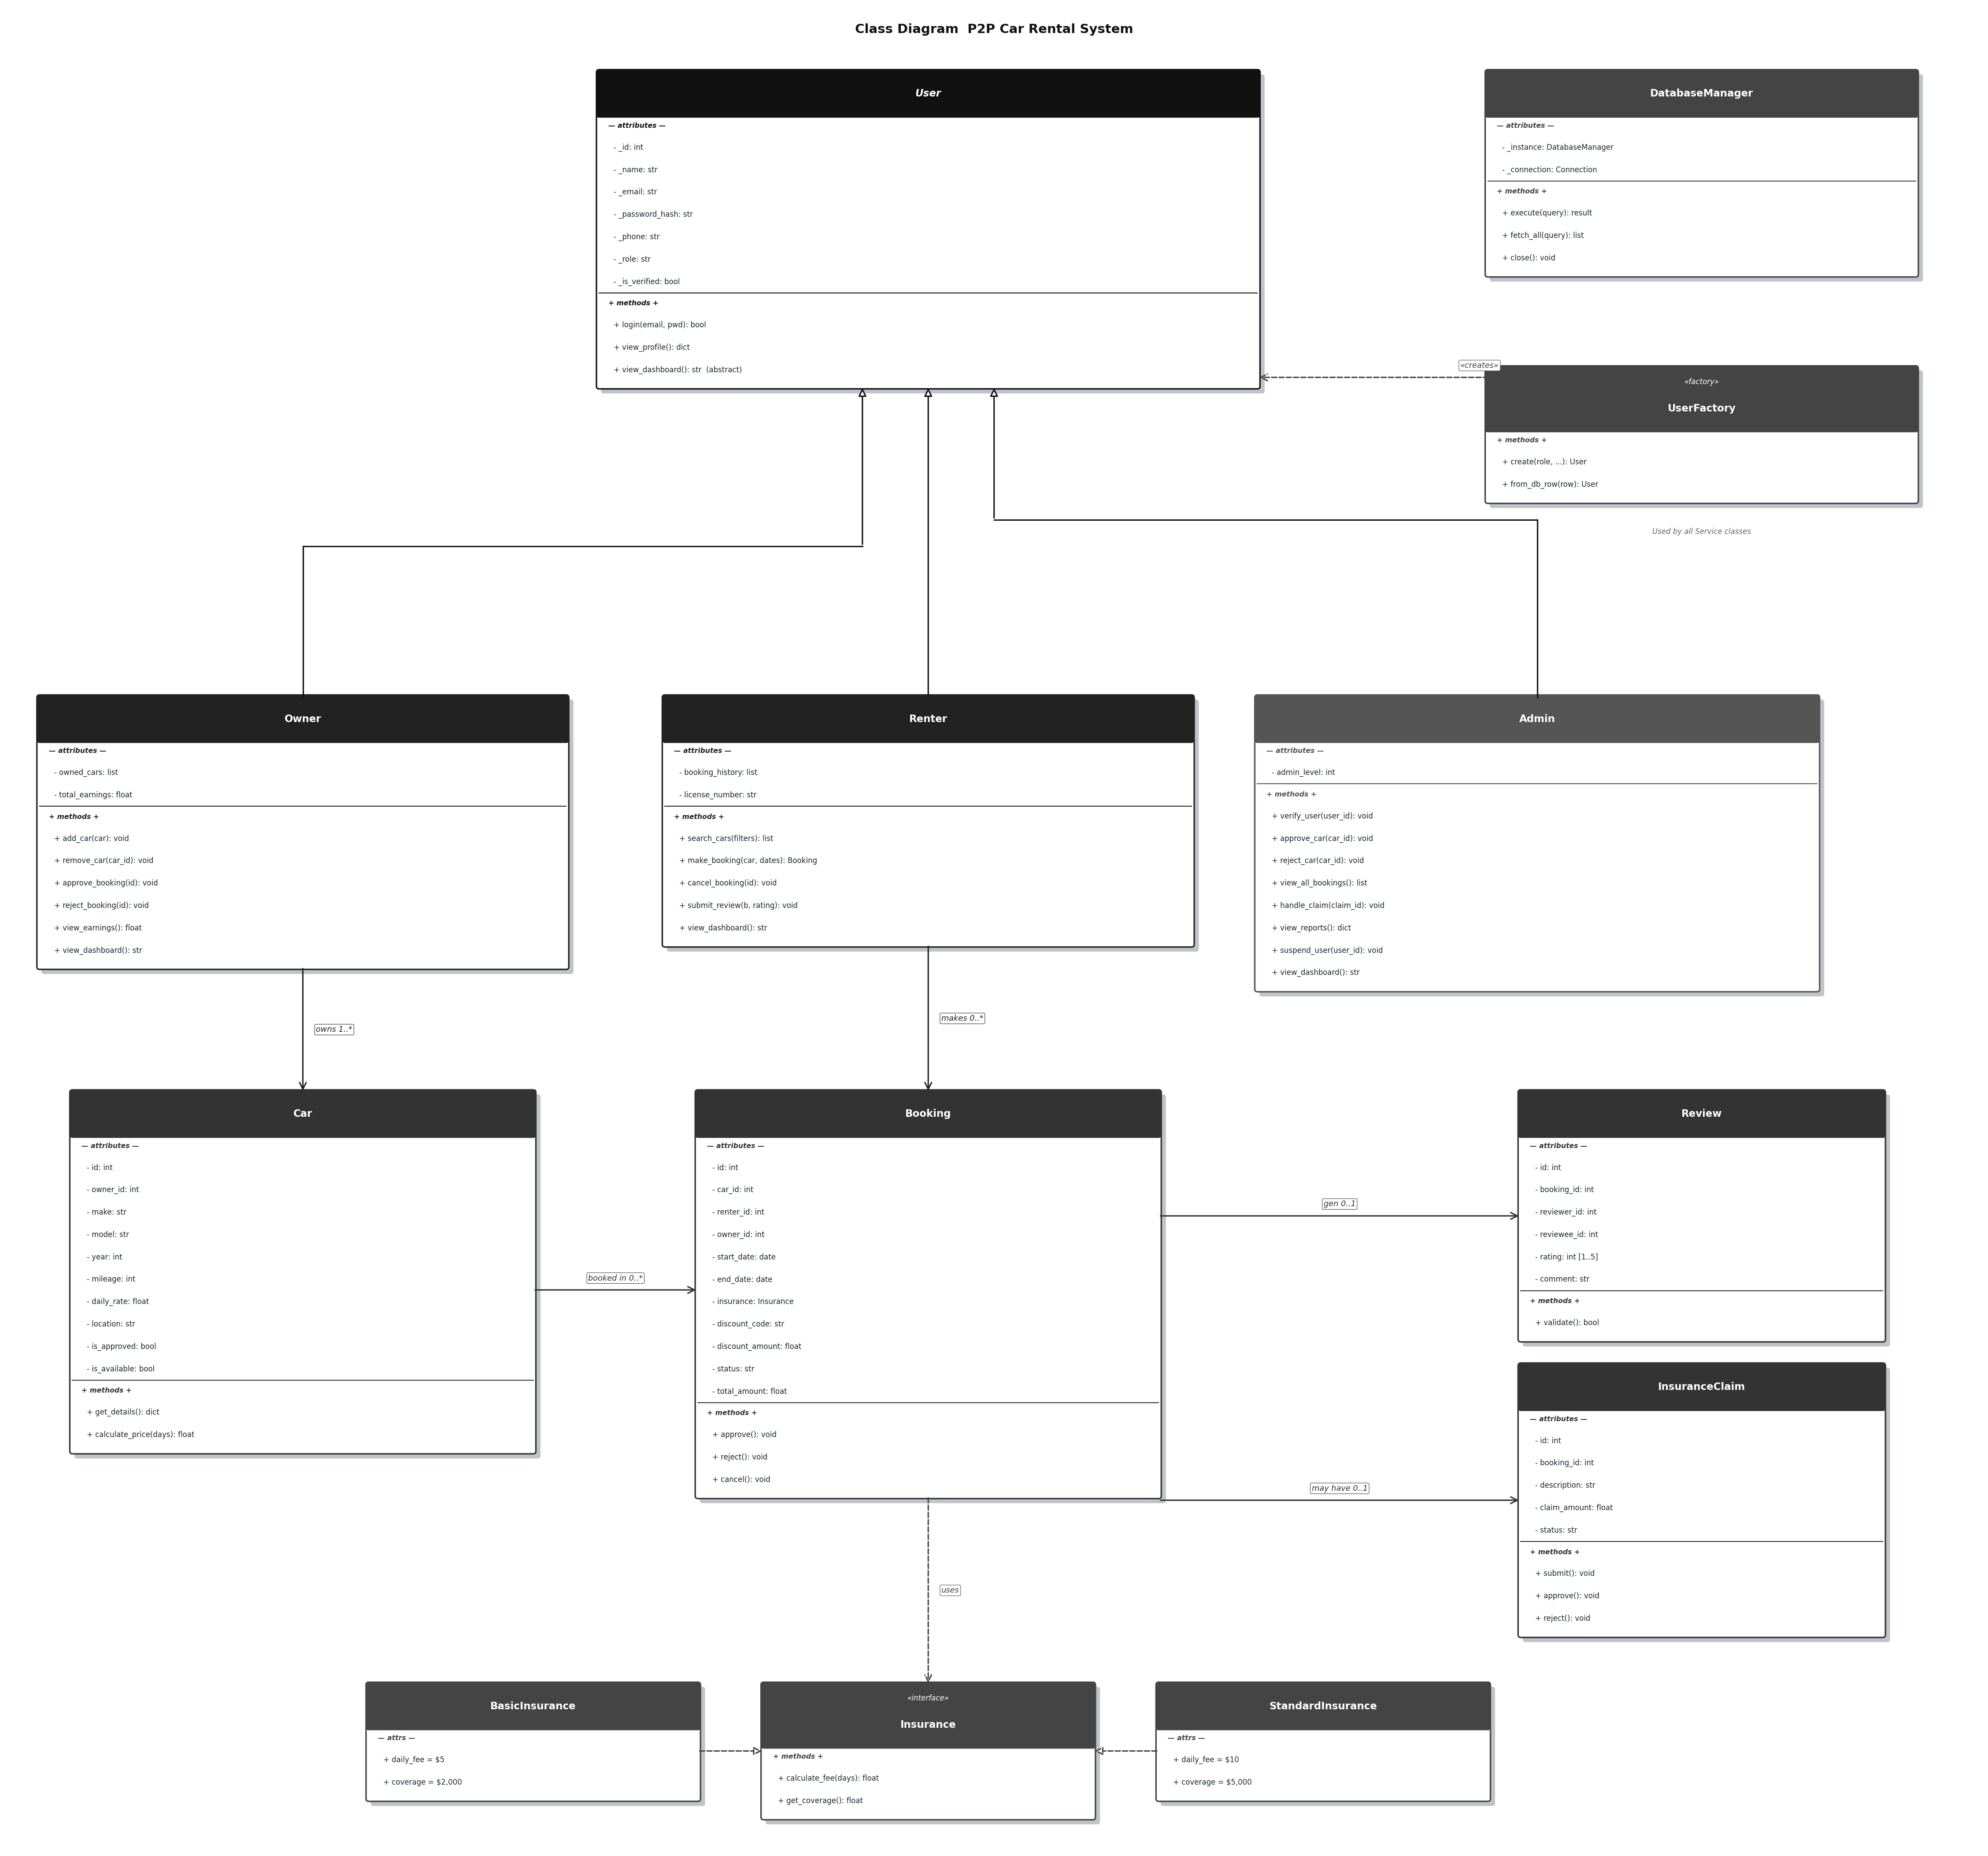 Class Diagram  P2P Car Rental System
User
— attributes —
- _id: int
- _name: str
- _email: str
- _password_hash: str
- _phone: str
- _role: str
- _is_verified: bool
+ methods +
+ login(email, pwd): bool
+ view_profile(): dict
+ view_dashboard(): str  (abstract)
DatabaseManager
— attributes —
- _instance: DatabaseManager
- _connection: Connection
+ methods +
+ execute(query): result
+ fetch_all(query): list
+ close(): void
«creates»
«factory»
UserFactory
+ methods +
+ create(role, ...): User
+ from_db_row(row): User
Used by all Service classes
Owner
— attributes —
- owned_cars: list
- total_earnings: float
+ methods +
+ add_car(car): void
+ remove_car(car_id): void
+ approve_booking(id): void
+ reject_booking(id): void
+ view_earnings(): float
+ view_dashboard(): str
Renter
— attributes —
- booking_history: list
- license_number: str
+ methods +
+ search_cars(filters): list
+ make_booking(car, dates): Booking
+ cancel_booking(id): void
+ submit_review(b, rating): void
+ view_dashboard(): str
Admin
— attributes —
- admin_level: int
+ methods +
+ verify_user(user_id): void
+ approve_car(car_id): void
+ reject_car(car_id): void
+ view_all_bookings(): list
+ handle_claim(claim_id): void
+ view_reports(): dict
+ suspend_user(user_id): void
+ view_dashboard(): str
owns 1..*
makes 0..*
Car
— attributes —
- id: int
- owner_id: int
- make: str
- model: str
- year: int
- mileage: int
- daily_rate: float
- location: str
- is_approved: bool
- is_available: bool
+ methods +
+ get_details(): dict
+ calculate_price(days): float
booked in 0..*
Booking
— attributes —
- id: int
- car_id: int
- renter_id: int
- owner_id: int
- start_date: date
- end_date: date
- insurance: Insurance
- discount_code: str
- discount_amount: float
- status: str
- total_amount: float
+ methods +
+ approve(): void
+ reject(): void
+ cancel(): void
gen 0..1
Review
— attributes —
- id: int
- booking_id: int
- reviewer_id: int
- reviewee_id: int
- rating: int [1..5]
- comment: str
+ methods +
+ validate(): bool
may have 0..1
InsuranceClaim
— attributes —
- id: int
- booking_id: int
- description: str
- claim_amount: float
- status: str
+ methods +
+ submit(): void
+ approve(): void
+ reject(): void
uses
BasicInsurance
— attrs —
+ daily_fee = $5
+ coverage = $2,000
«interface»
Insurance
+ methods +
+ calculate_fee(days): float
+ get_coverage(): float
StandardInsurance
— attrs —
+ daily_fee = $10
+ coverage = $5,000